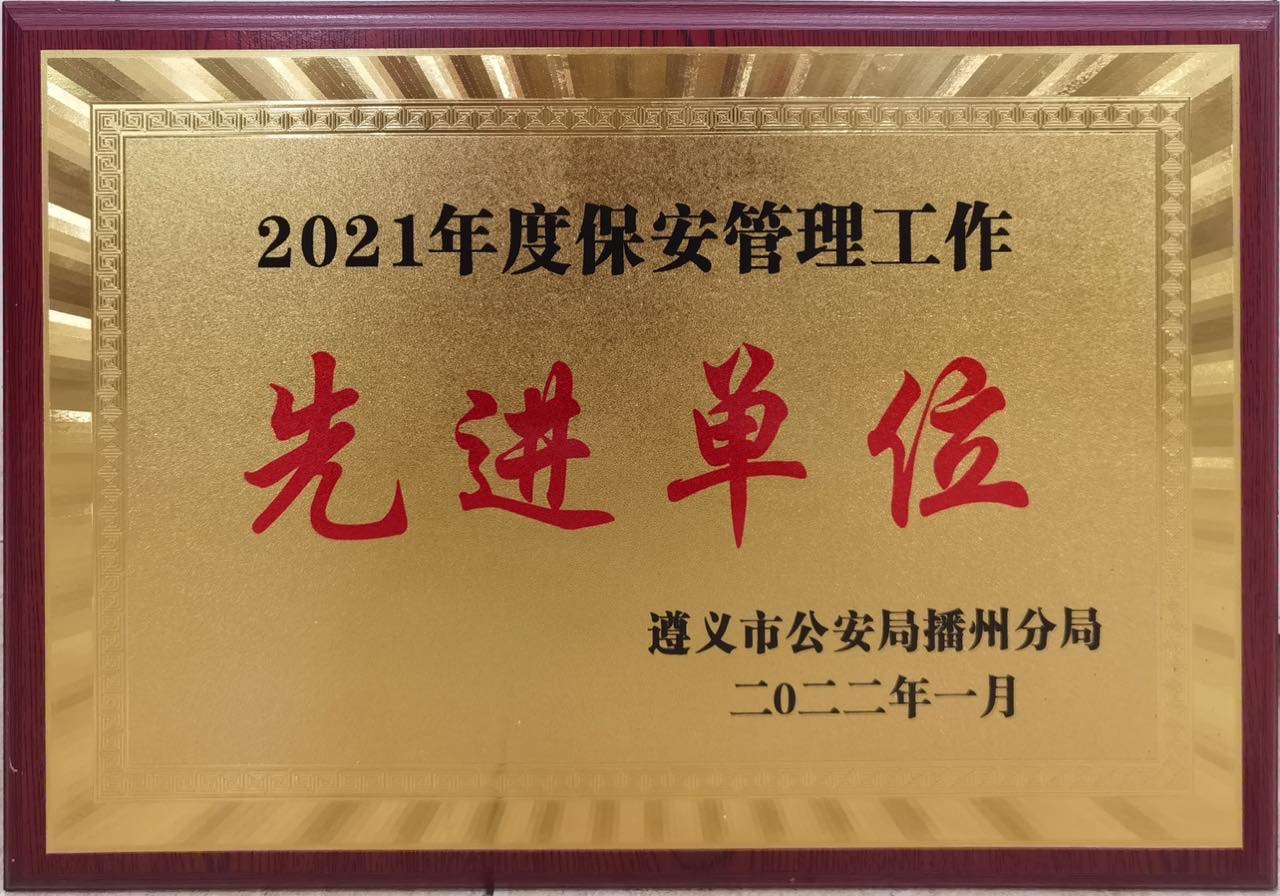 2021年度保安管理工作
先进单位
遵义市公安局播州分局
二0二二年一月